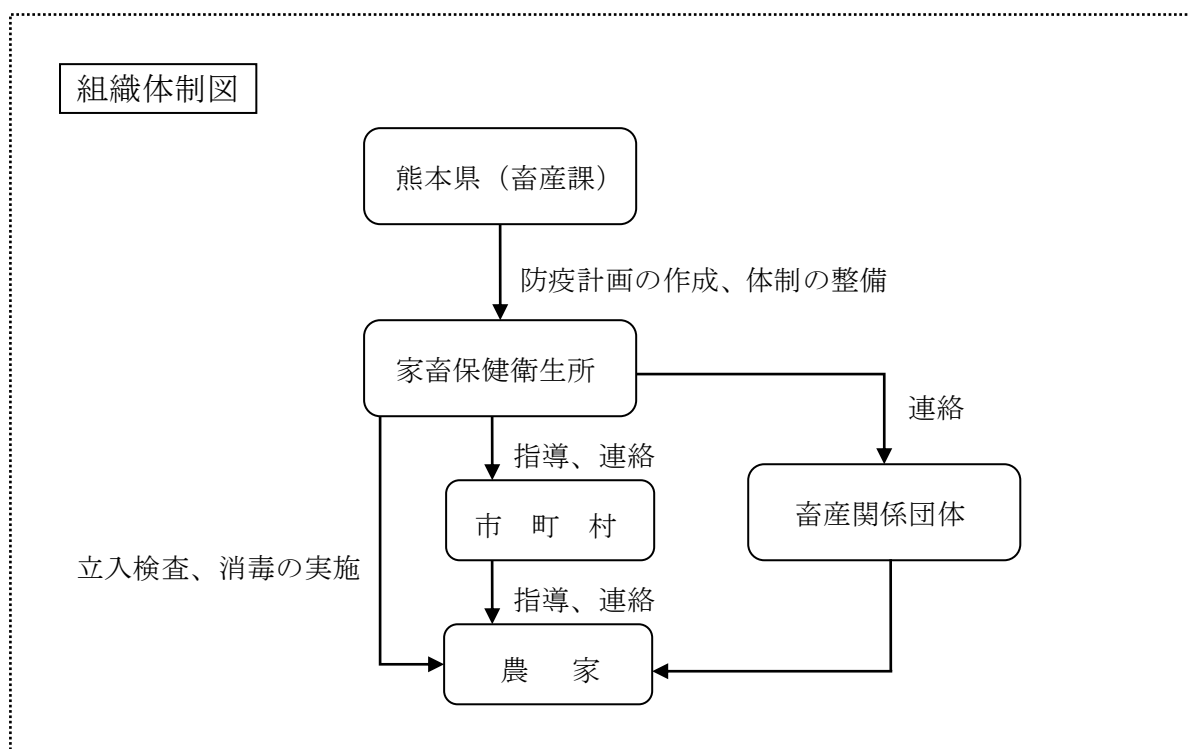 組織体制図
熊本県（畜産課）
防疫計画の作成、体制の整備
家畜保健衛生所
連絡
指導、連絡
市　町　村
畜産関係団体
立入検査、消毒の実施
指導、連絡
農　　家